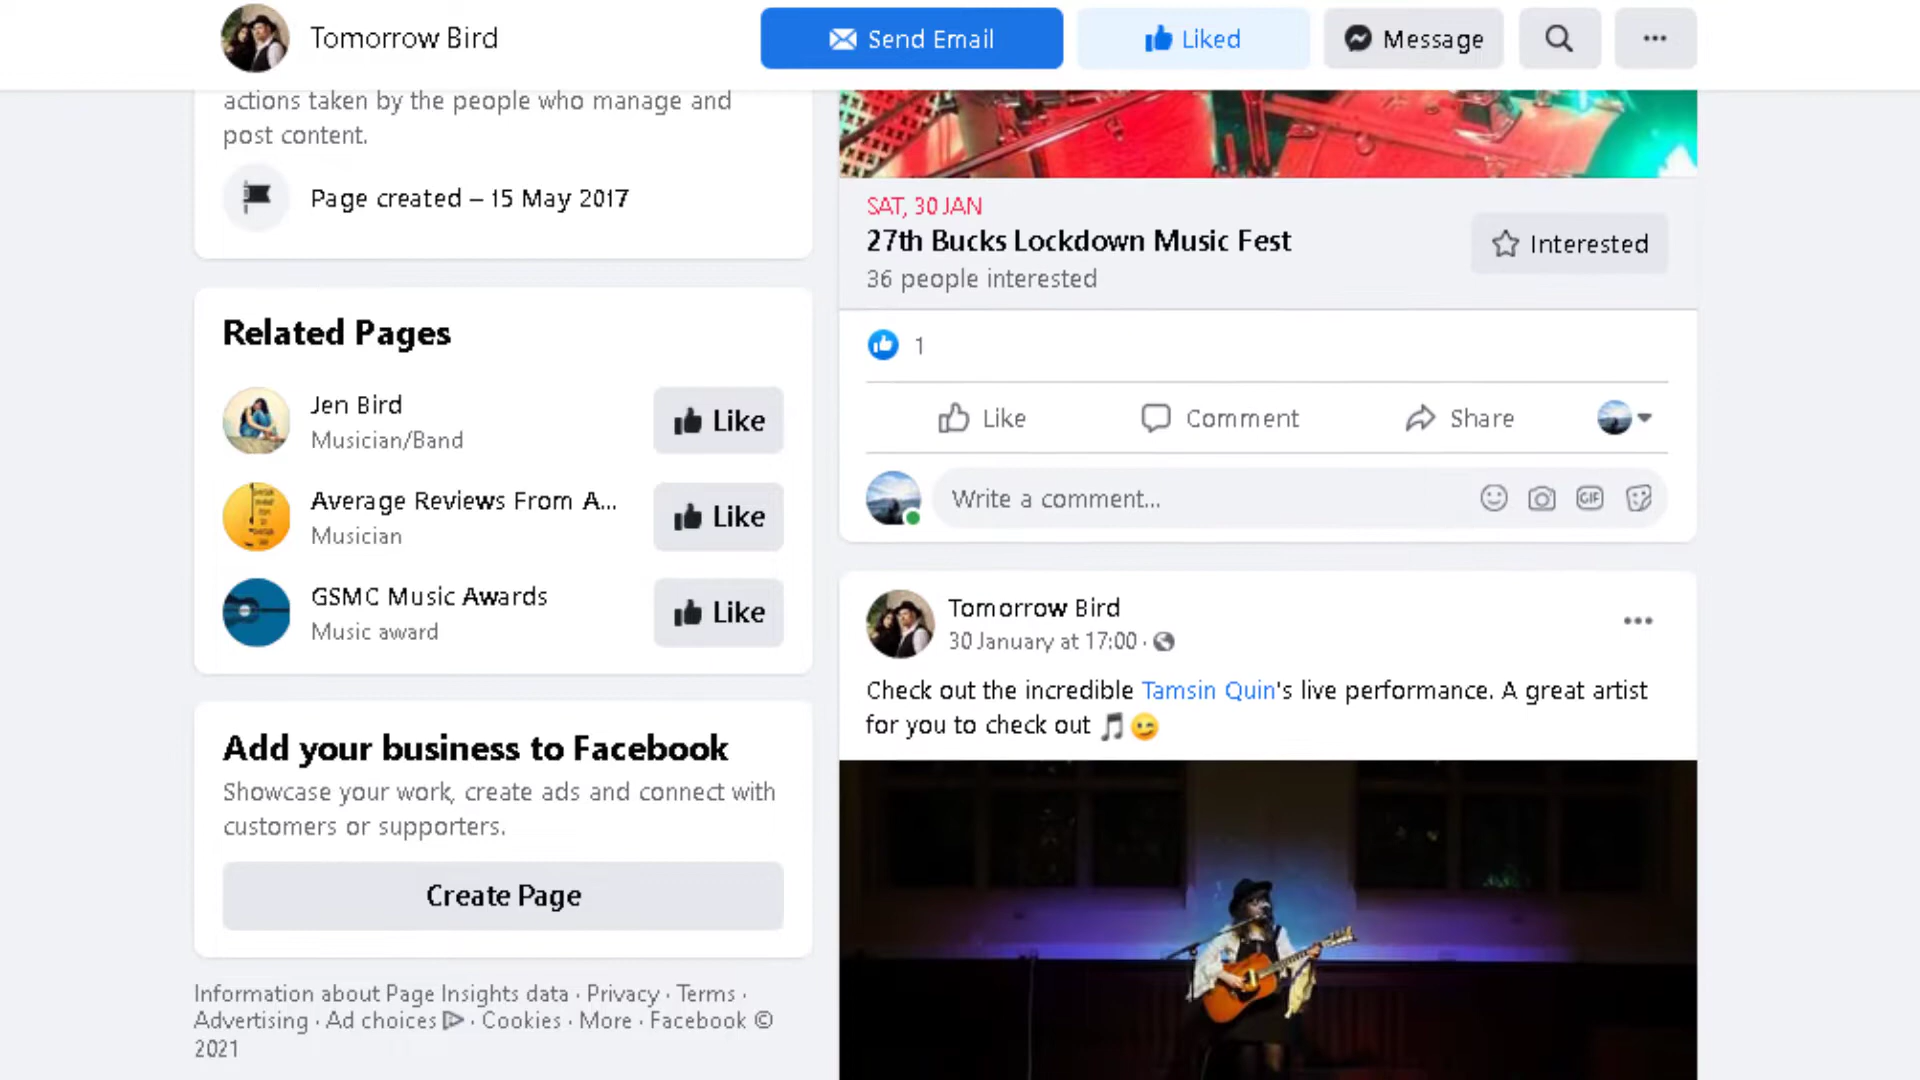 Tomorrow Bird
Send Email
Liked
Message
actions taken by the people who manage and
post content.
Page created – 15 May 2017
Related Pages
Jen Bird
Musician/Band
Like
Average Reviews From A...
Musician
Like
GSMC Music Awards
Music award
Like
Add your business to Facebook
Showcase your work, create ads and connect with
customers or supporters.
Create Page
Information about Page Insights data · Privacy · Terms ·
Advertising · Ad choices · Cookies · More · Facebook ©
2021
SAT, 30 JAN
27th Bucks Lockdown Music Fest
36 people interested
Interested
1
Like
Comment
Share
Write a comment...
GIF
Tomorrow Bird
30 January at 17:00 ·
Check out the incredible Tamsin Quin's live performance. A great artist
for you to check out 🎵😉